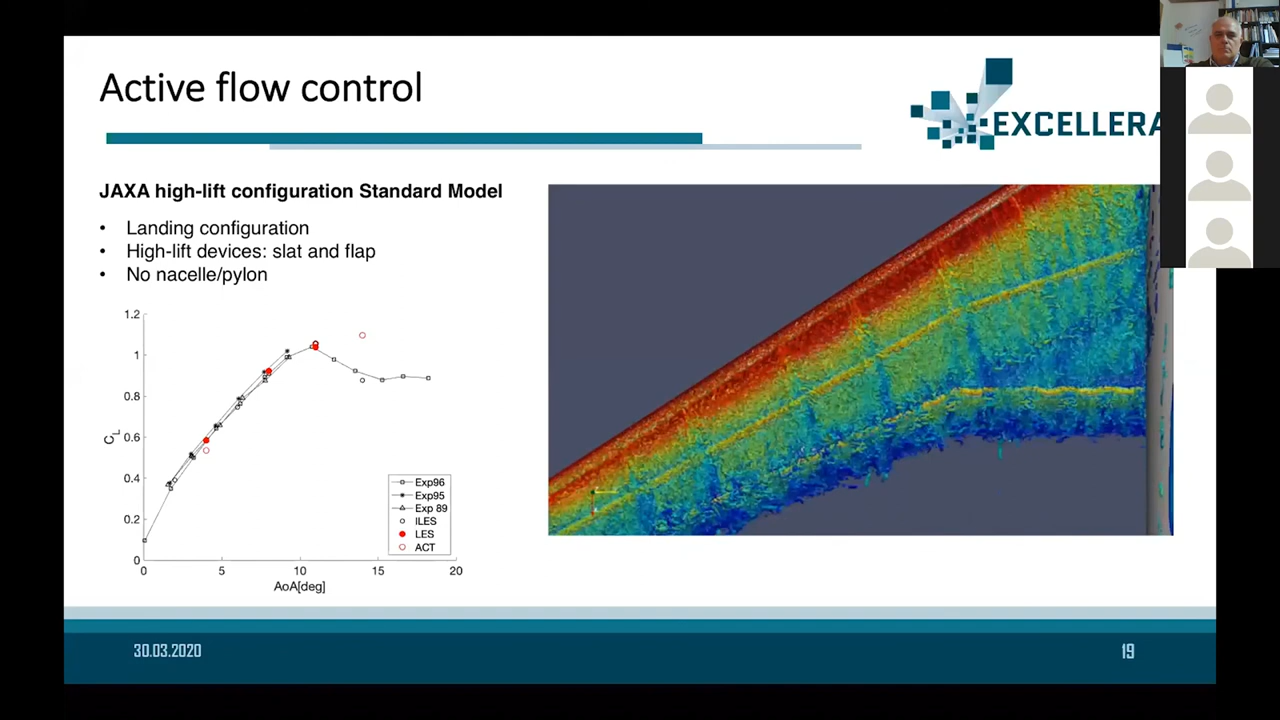 Active flow control
EXCELLERA
JAXA high-lift configuration Standard Model
• Landing configuration
• High-lift devices: slat and flap
• No nacelle/pylon
1.2
1
0.8
0.6
0.4
0.2
0
CL
0 5 10 15 20
AoA[deg]
Exp96
Exp95
Exp 89
ILES
LES
ACT
30.03.2020
19